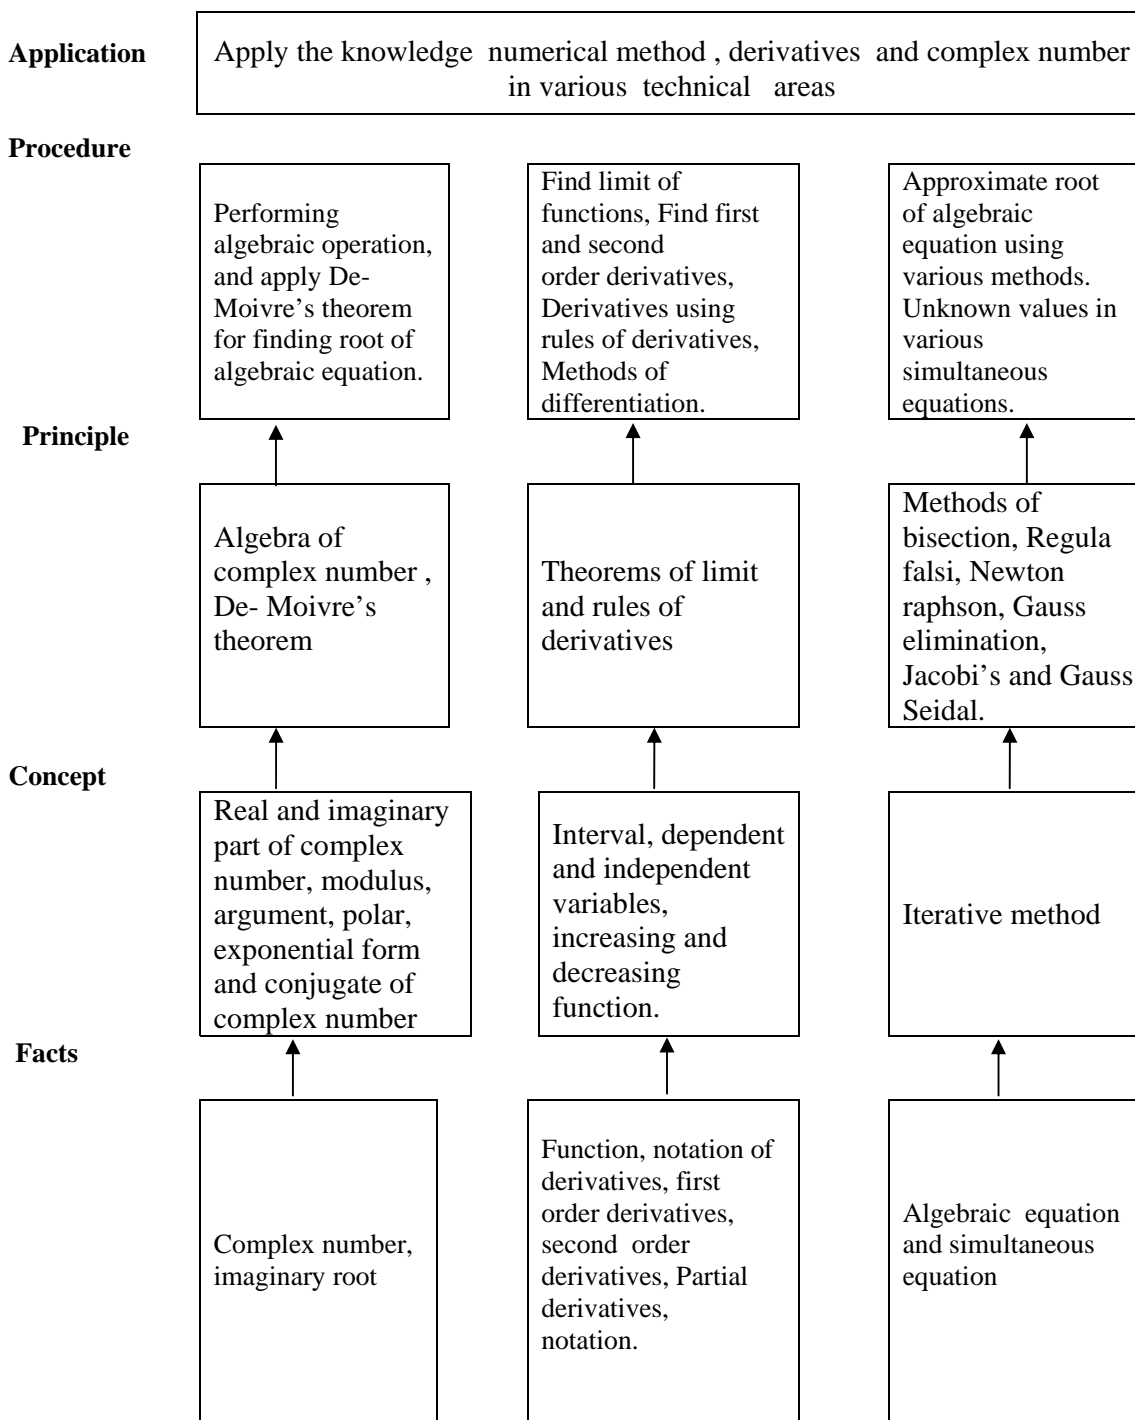 Application
Apply the knowledge numerical method , derivatives and complex number
in various technical areas
Procedure
Performing
algebraic operation,
and apply De-
Moivre’s theorem
for finding root of
algebraic equation.
Find limit of
functions, Find first
and second
order derivatives,
Derivatives using
rules of derivatives,
Methods of
differentiation.
Approximate root
of algebraic
equation using
various methods.
Unknown values in
various
simultaneous
equations.
Principle
Algebra of
complex number ,
De- Moivre’s
theorem
Theorems of limit
and rules of
derivatives
Methods of
bisection, Regula
falsi, Newton
raphson, Gauss
elimination,
Jacobi’s and Gauss
Seidal.
Concept
Real and imaginary
part of complex
number, modulus,
argument, polar,
exponential form
and conjugate of
complex number
Interval, dependent
and independent
variables,
increasing and
decreasing
function.
Iterative method
Facts
Complex number,
imaginary root
Function, notation of
derivatives, first
order derivatives,
second order
derivatives, Partial
derivatives,
notation.
Algebraic equation
and simultaneous
equation